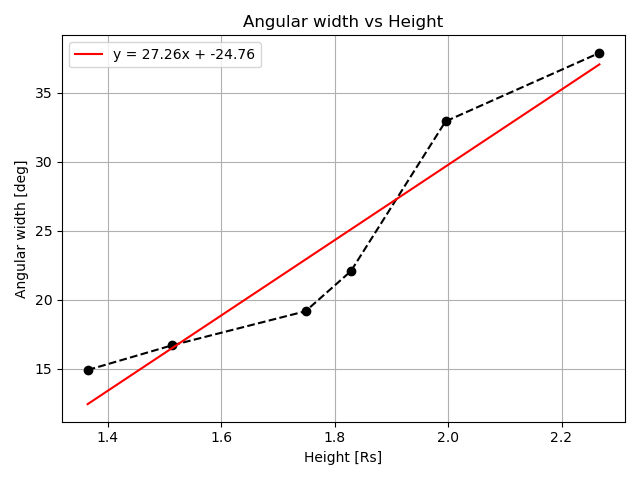 Angular width vs Height
y = 27.26x + -24.76
Angular width [deg]
35
30
25
20
15
1.4 1.6 1.8 2.0 2.2
Height [Rs]